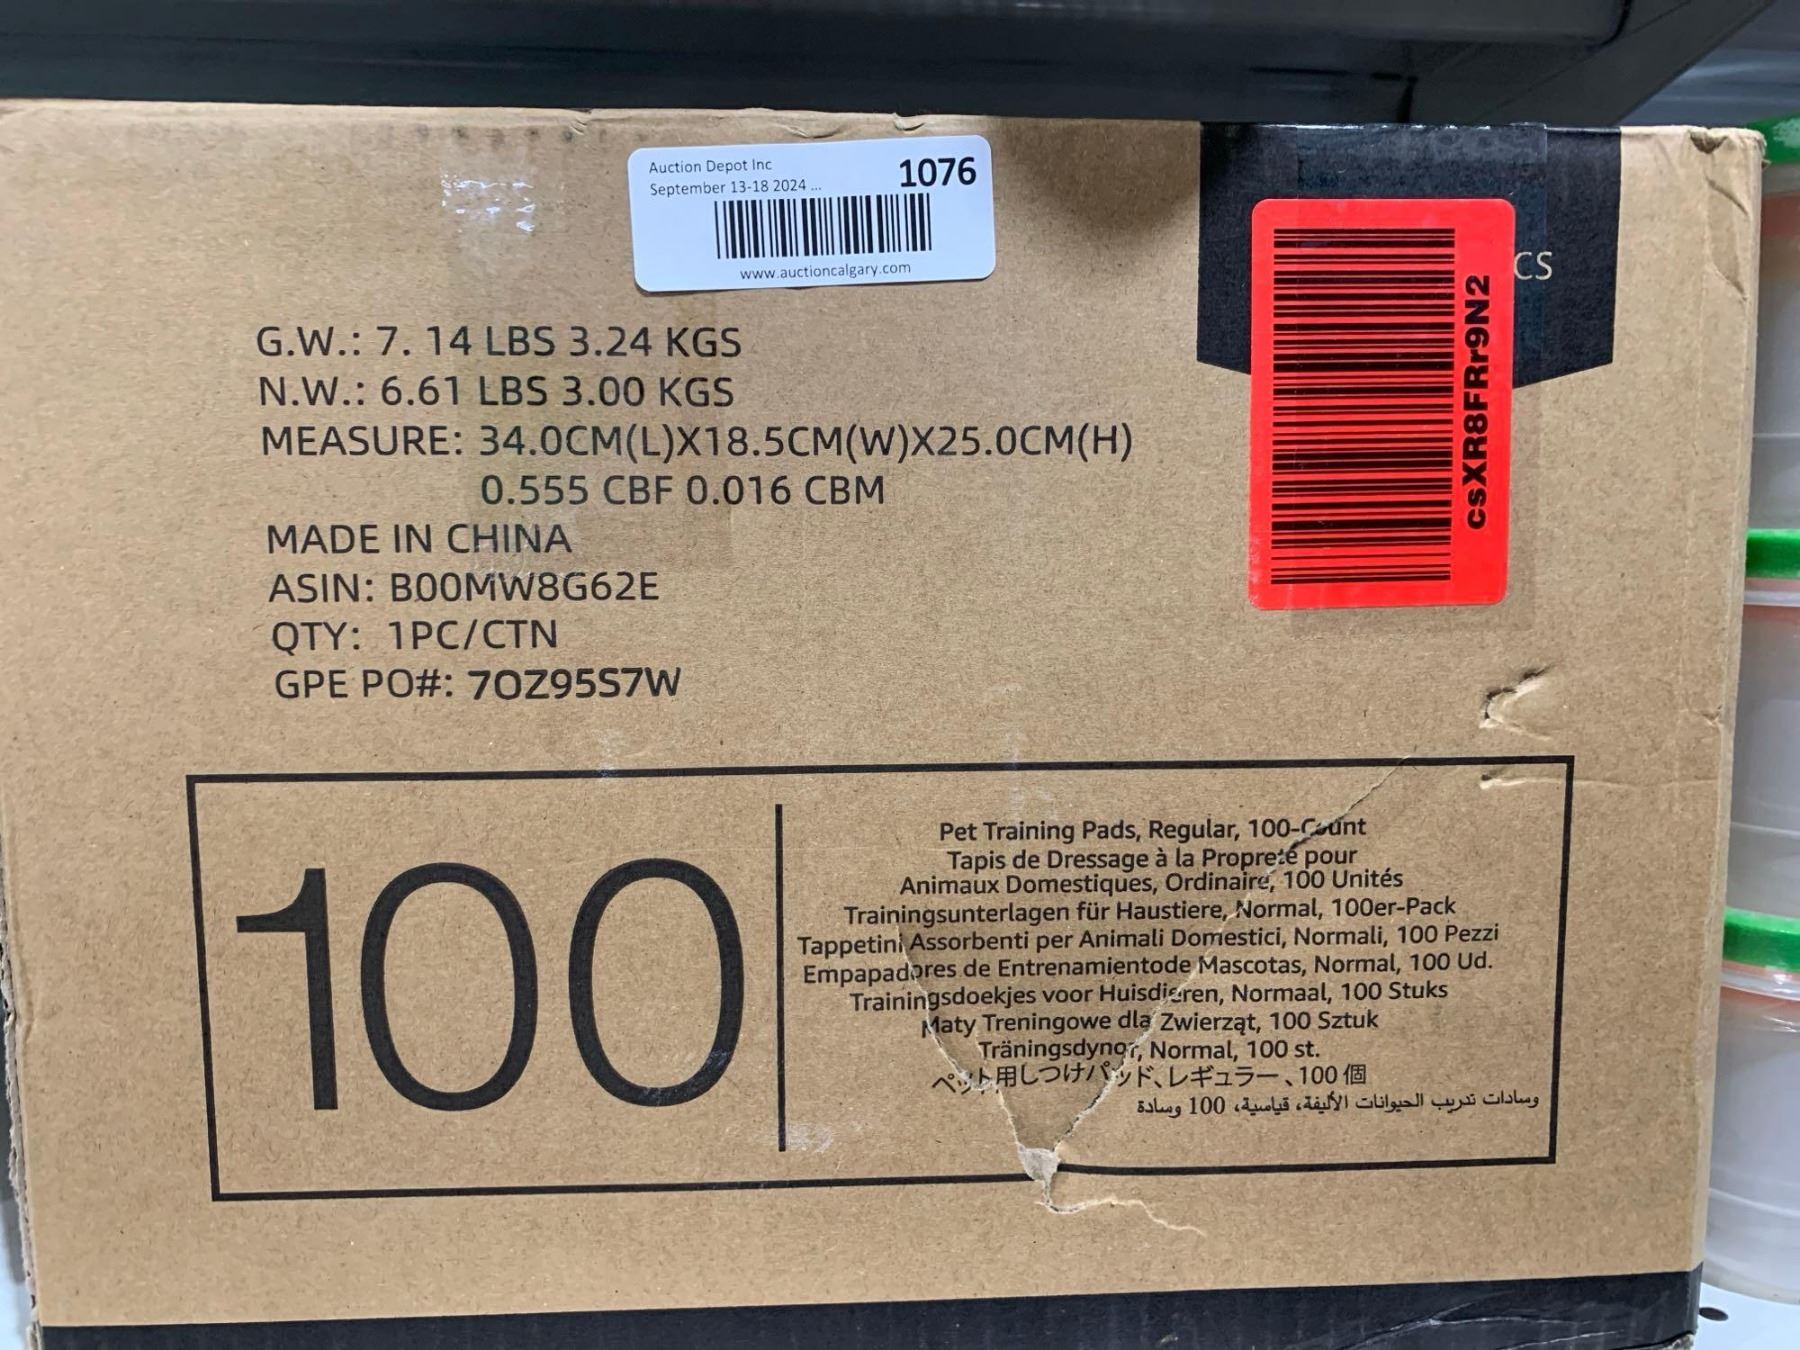 Auction Depot Inc
September 13-18 2024 ...
1076
www.auctioncalgary.com
CS
csXR8FRr9N2
G.W.: 7. 14 LBS 3.24 KGS
N.W.: 6.61 LBS 3.00 KGS
MEASURE: 34.0CM(L)X18.5CM(W)X25.0CM(H)
0.555 CBF 0.016 CBM
MADE IN CHINA
ASIN: B00MW8G62E
QTY: 1PC/CTN
GPE PO#: 7OZ95S7W
100
Pet Training Pads, Regular, 100-Count
Tapis de Dressage à la Propreté pour
Animaux Domestiques, Ordinaire, 100 Unités
Trainingsunterlagen für Haustiere, Normal, 100er-Pack
Tappetini Assorbenti per Animali Domestici, Normali, 100 Pezzi
Empapadores de Entrenamientode Mascotas, Normal, 100 Ud.
Trainingsdoekjes voor Huisdieren, Normaal, 100 Stuks
Maty Treningowe dla Zwierząt, 100 Sztuk
Träningsdynor, Normal, 100 st.
ペット用しつけパッド、レギュラー、100 個
وسادات تدريب الحيوانات الأليفة، قياسية، 100 وسادة